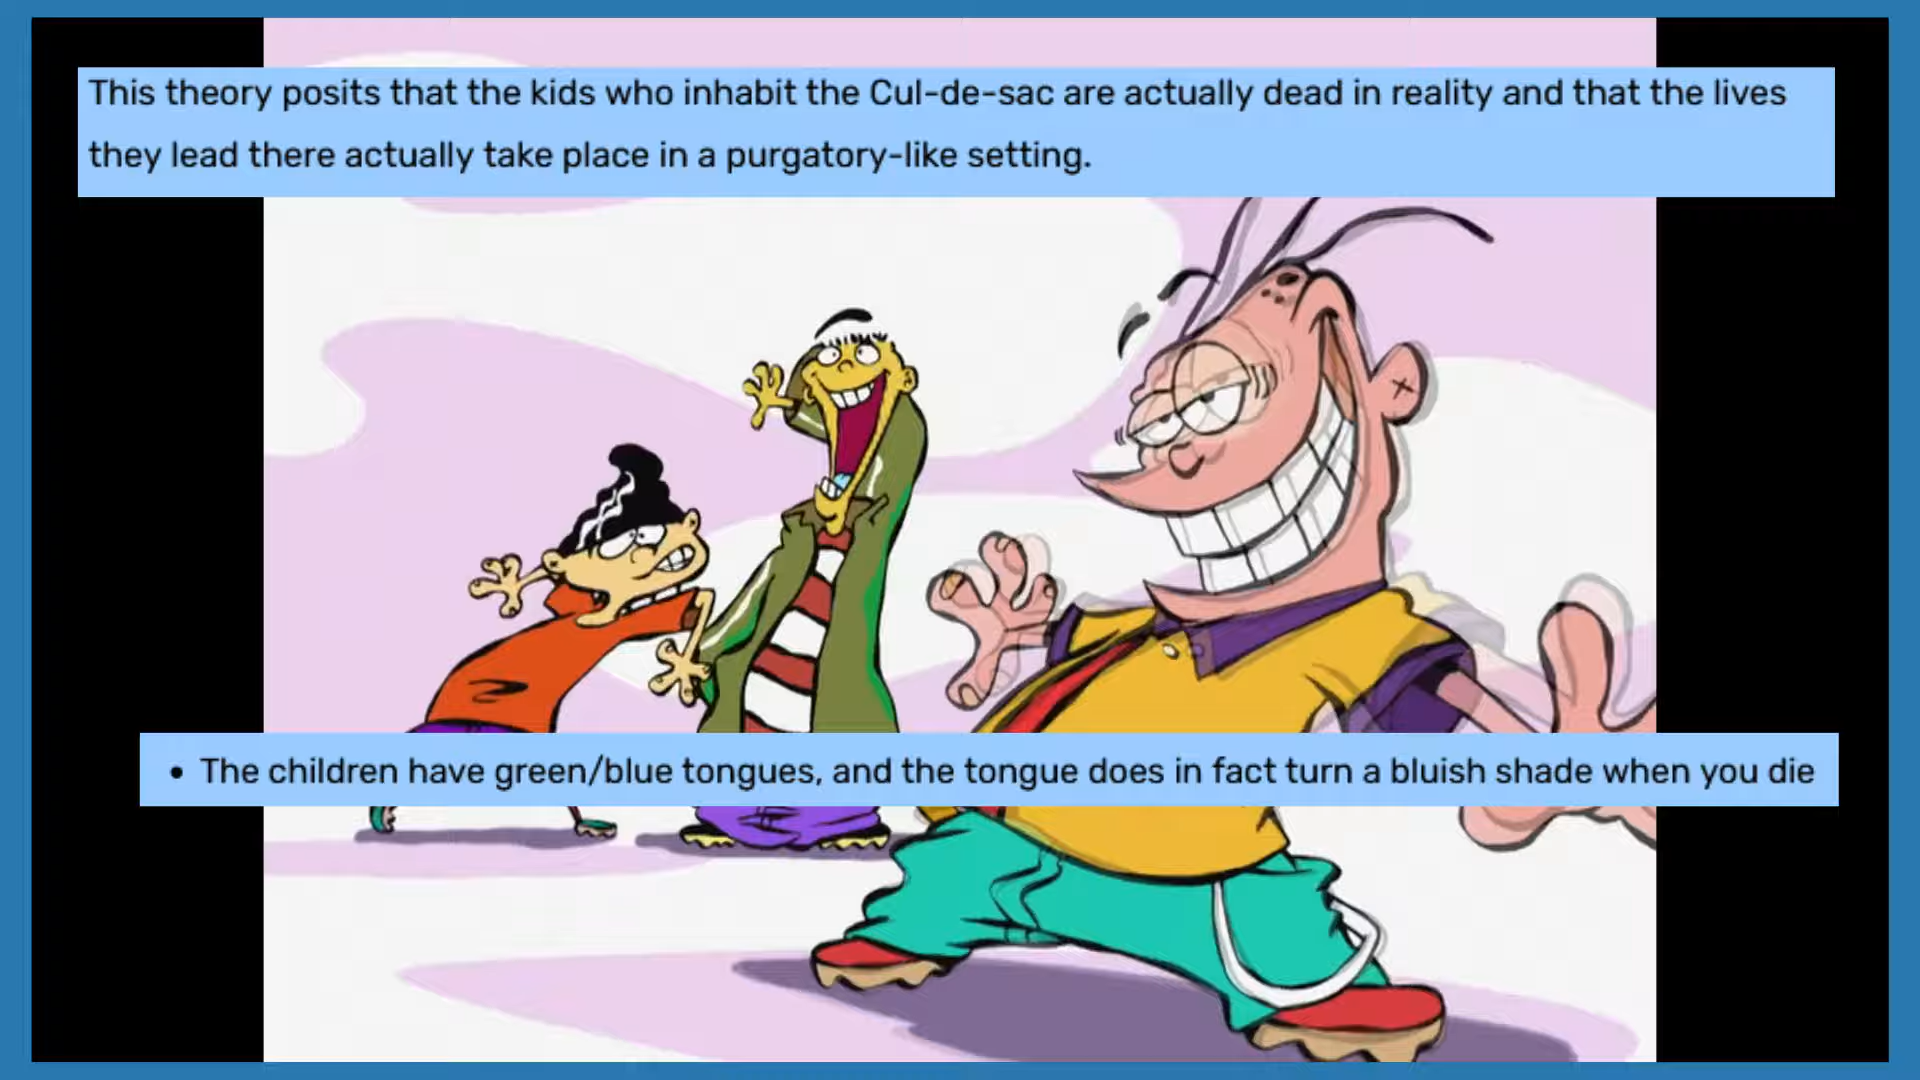 This theory posits that the kids who inhabit the Cul-de-sac are actually dead in reality and that the lives
they lead there actually take place in a purgatory-like setting.
• The children have green/blue tongues, and the tongue does in fact turn a bluish shade when you die